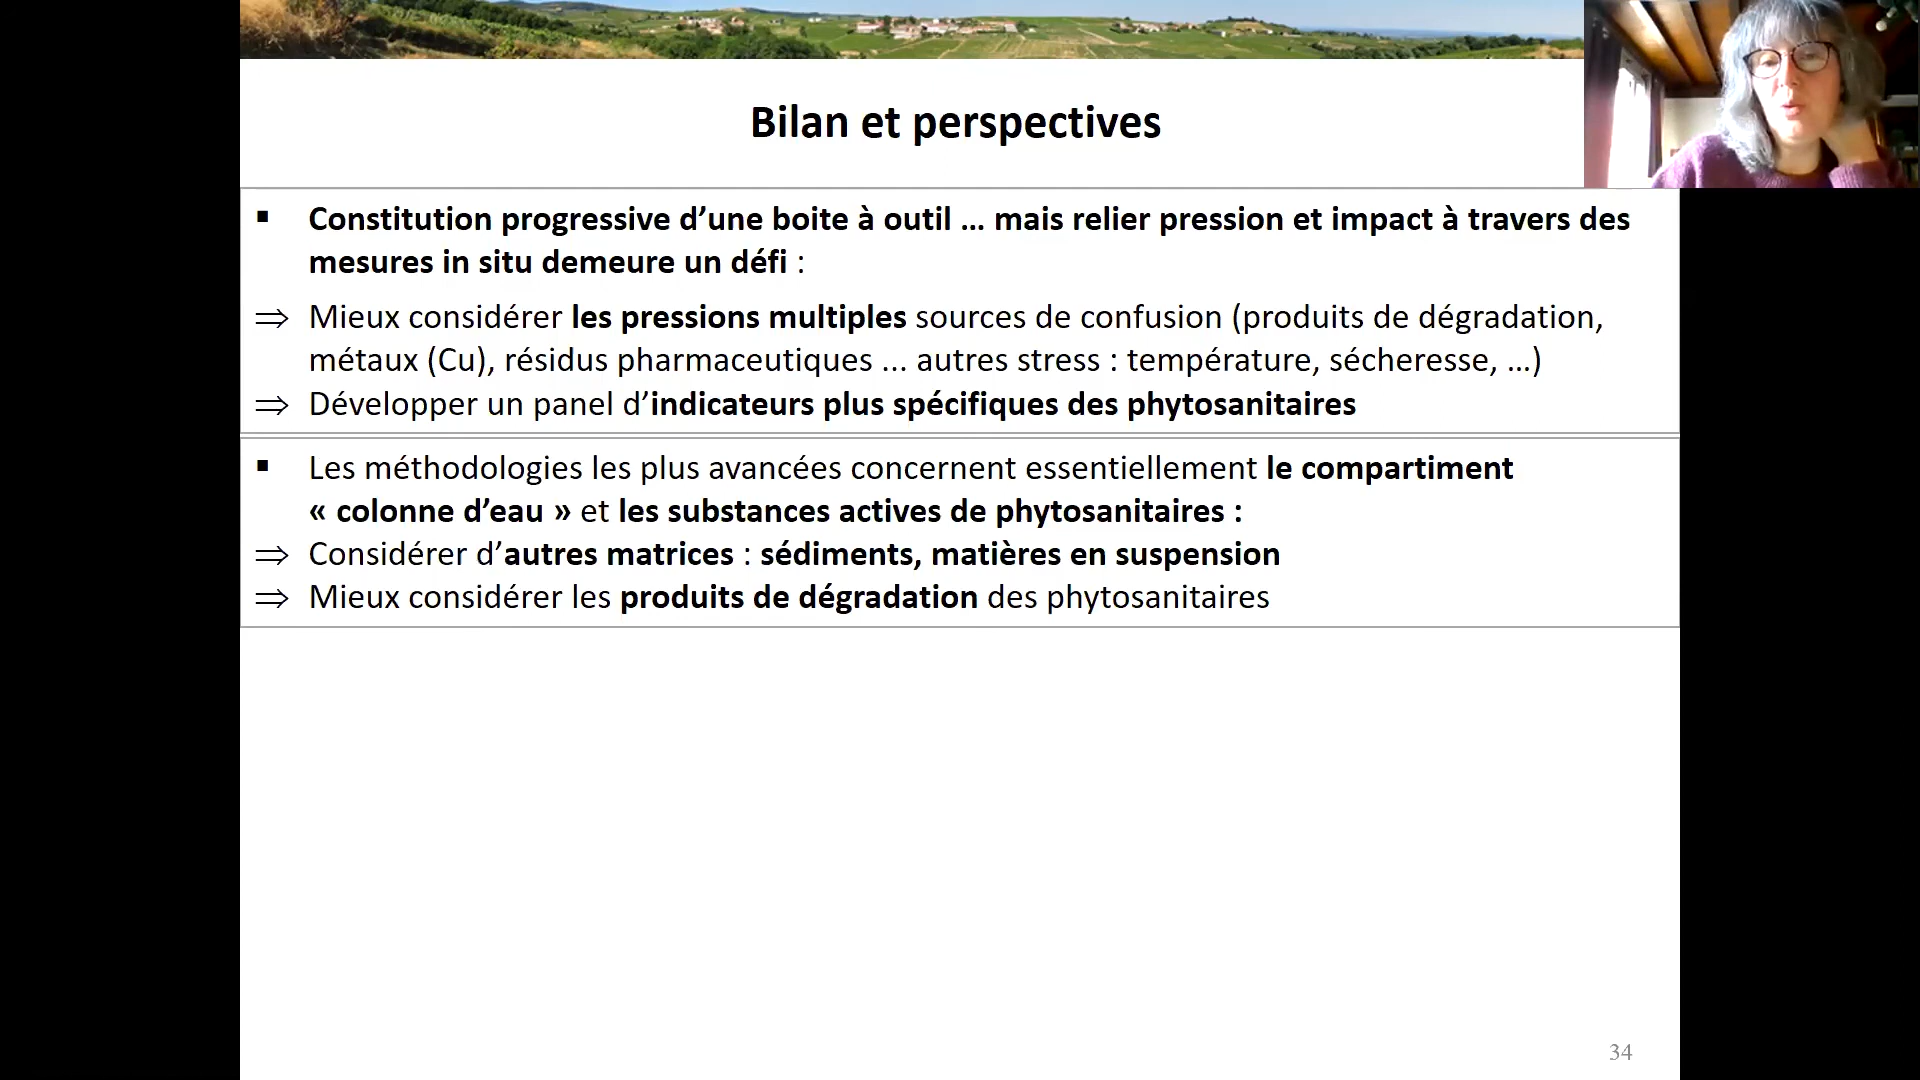 Bilan et perspectives
▪ Constitution progressive d’une boite à outil ... mais relier pression et impact à travers des
mesures in situ demeure un défi :
⇒ Mieux considérer les pressions multiples sources de confusion (produits de dégradation,
métaux (Cu), résidus pharmaceutiques ... autres stress : température, sécheresse, ...)
⇒ Développer un panel d’indicateurs plus spécifiques des phytosanitaires
▪ Les méthodologies les plus avancées concernent essentiellement le compartiment
« colonne d’eau » et les substances actives de phytosanitaires :
⇒ Considérer d’autres matrices : sédiments, matières en suspension
⇒ Mieux considérer les produits de dégradation des phytosanitaires
34